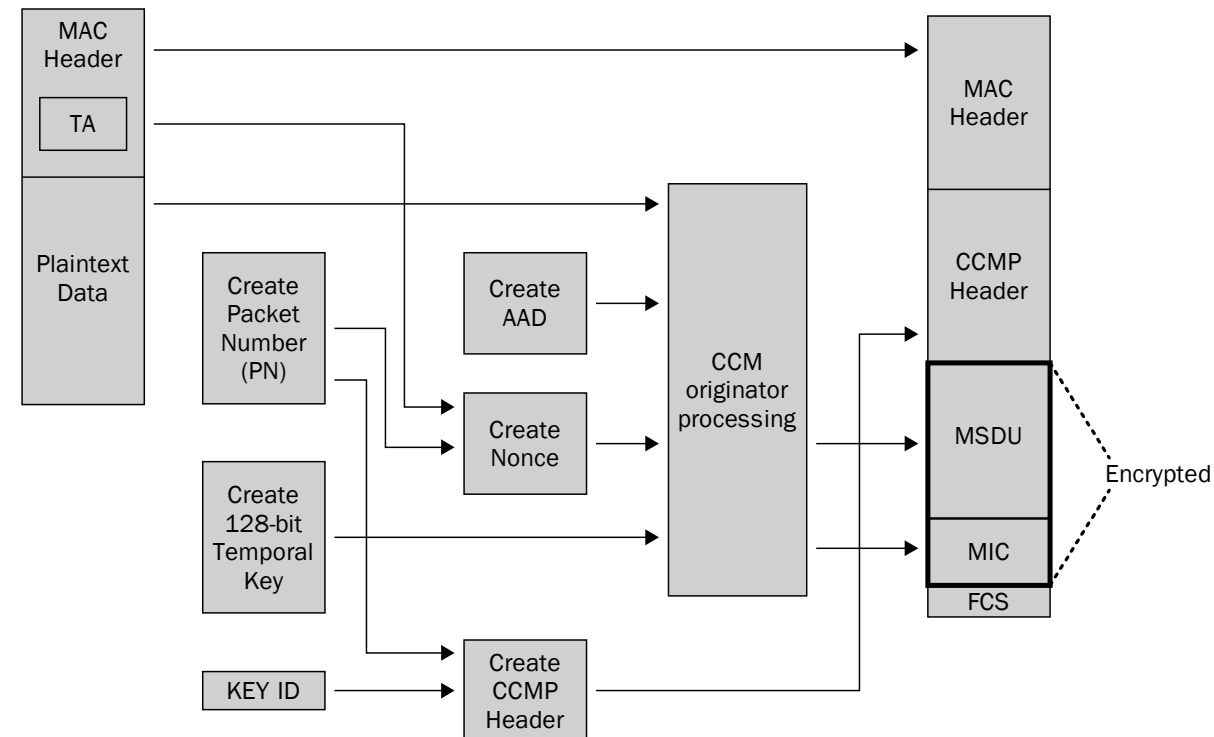 MAC
Header
TA
Plaintext
Data
Create
Packet
Number
(PN)
Create
128-bit
Temporal
Key
KEY ID
Create
AAD
Create
Nonce
Create
CCMP
Header
CCM
originator
processing
MAC
Header
CCMP
Header
MSDU
MIC
FCS
Encrypted